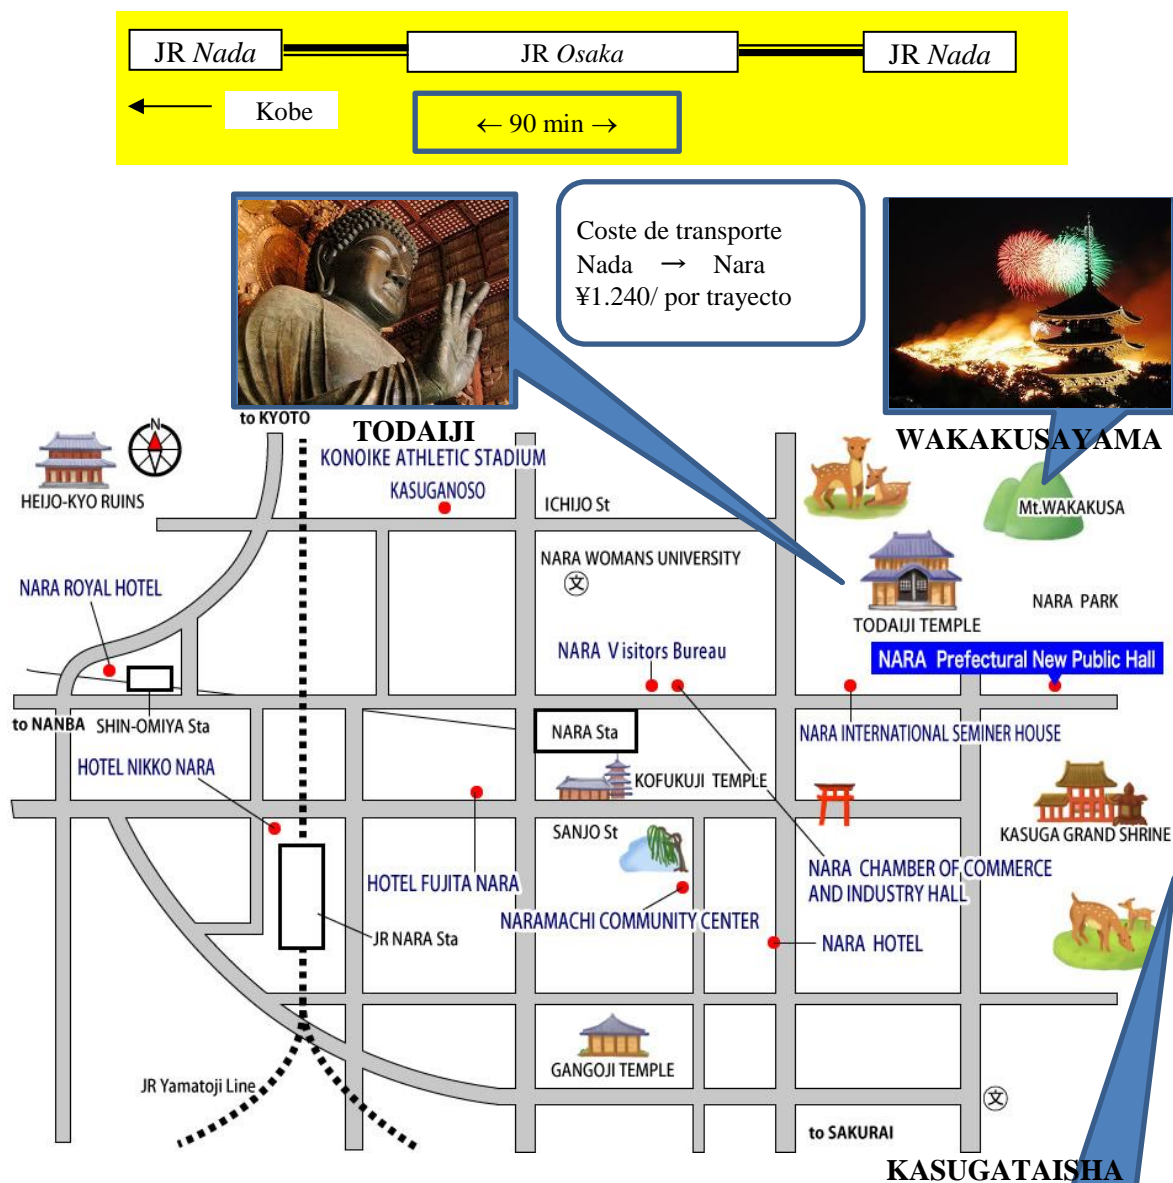 JR Nada
JR Osaka
JR Nada
← Kobe
← 90 min →
Coste de transporte
Nada → Nara
¥1.240/ por trayecto
to KYOTO
TODAIJI
WAKAKUSAYAMA
N
KONOIKE ATHLETIC STADIUM
KASUGANOSO
HEIJO-KYO RUINS
ICHIJO St
Mt.WAKAKUSA
NARA WOMANS UNIVERSITY
文
NARA ROYAL HOTEL
NARA PARK
TODAIJI TEMPLE
NARA Visitors Bureau
NARA Prefectural New Public Hall
to NANBA
SHIN-OMIYA Sta
NARA Sta
NARA INTERNATIONAL SEMINER HOUSE
HOTEL NIKKO NARA
KOFUKUJI TEMPLE
SANJO St
KASUGA GRAND SHRINE
HOTEL FUJITA NARA
NARA CHAMBER OF COMMERCE
AND INDUSTRY HALL
NARAMACHI COMMUNITY CENTER
JR NARA Sta
NARA HOTEL
GANGOJI TEMPLE
JR Yamatoji Line
文
to SAKURAI
KASUGATAISHA